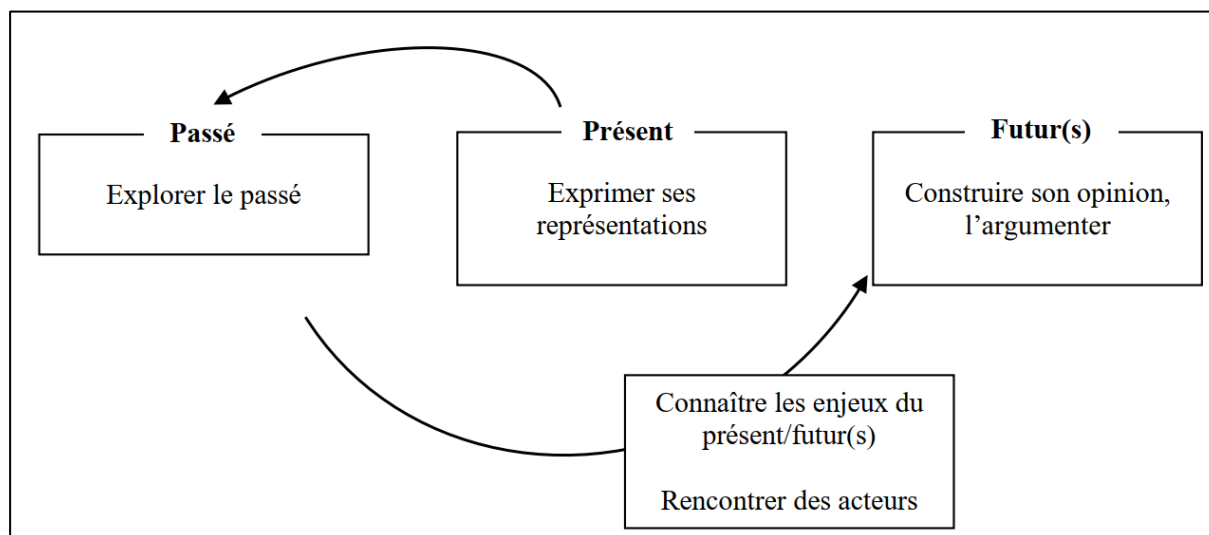 Passé
Explorer le passé
Présent
Exprimer ses
représentations
Futur(s)
Construire son opinion,
l’argumenter
Connaître les enjeux du
présent/futur(s)
Rencontrer des acteurs